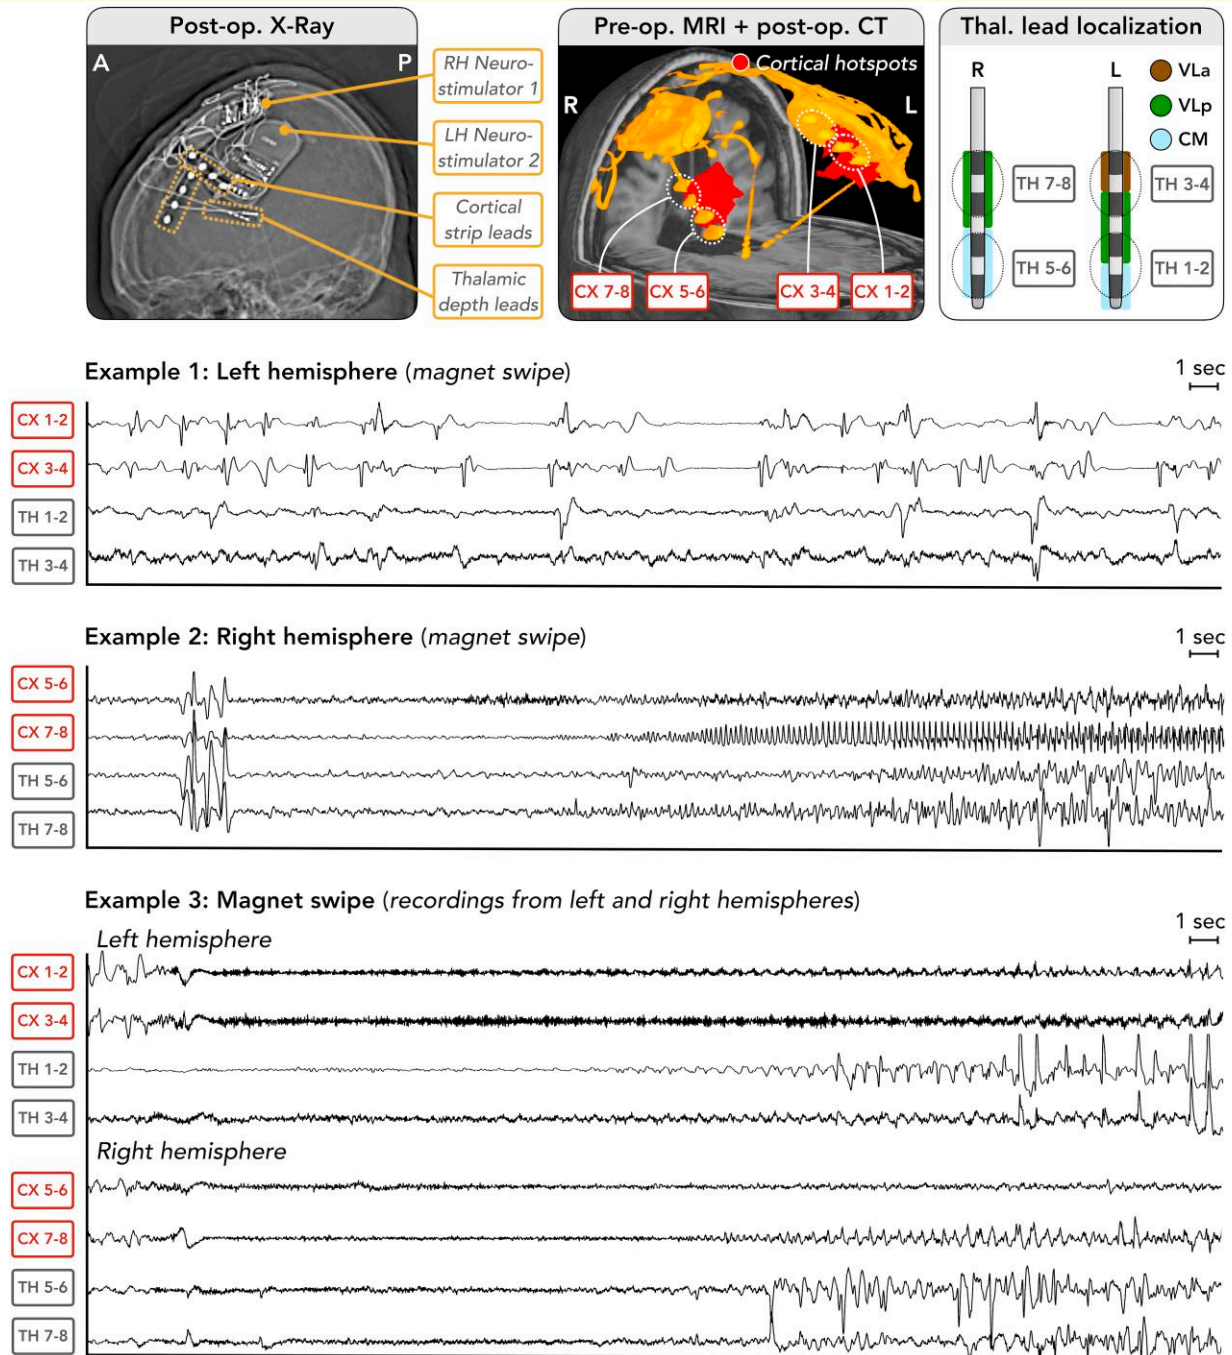 Post-op. X-Ray
Pre-op. MRI + post-op. CT
Thal. lead localization
A
P
RH Neuro-
stimulator 1
LH Neuro-
stimulator 2
Cortical
strip leads
Thalamic
depth leads
Cortical hotspots
R
L
CX 7-8
CX 5-6
CX 3-4
CX 1-2
R
L
VLa
VLp
CM
TH 7-8
TH 3-4
TH 5-6
TH 1-2
Example 1: Left hemisphere (magnet swipe)
1 sec
CX 1-2
CX 3-4
TH 1-2
TH 3-4
Example 2: Right hemisphere (magnet swipe)
1 sec
CX 5-6
CX 7-8
TH 5-6
TH 7-8
Example 3: Magnet swipe (recordings from left and right hemispheres)
1 sec
Left hemisphere
CX 1-2
CX 3-4
TH 1-2
TH 3-4
Right hemisphere
CX 5-6
CX 7-8
TH 5-6
TH 7-8